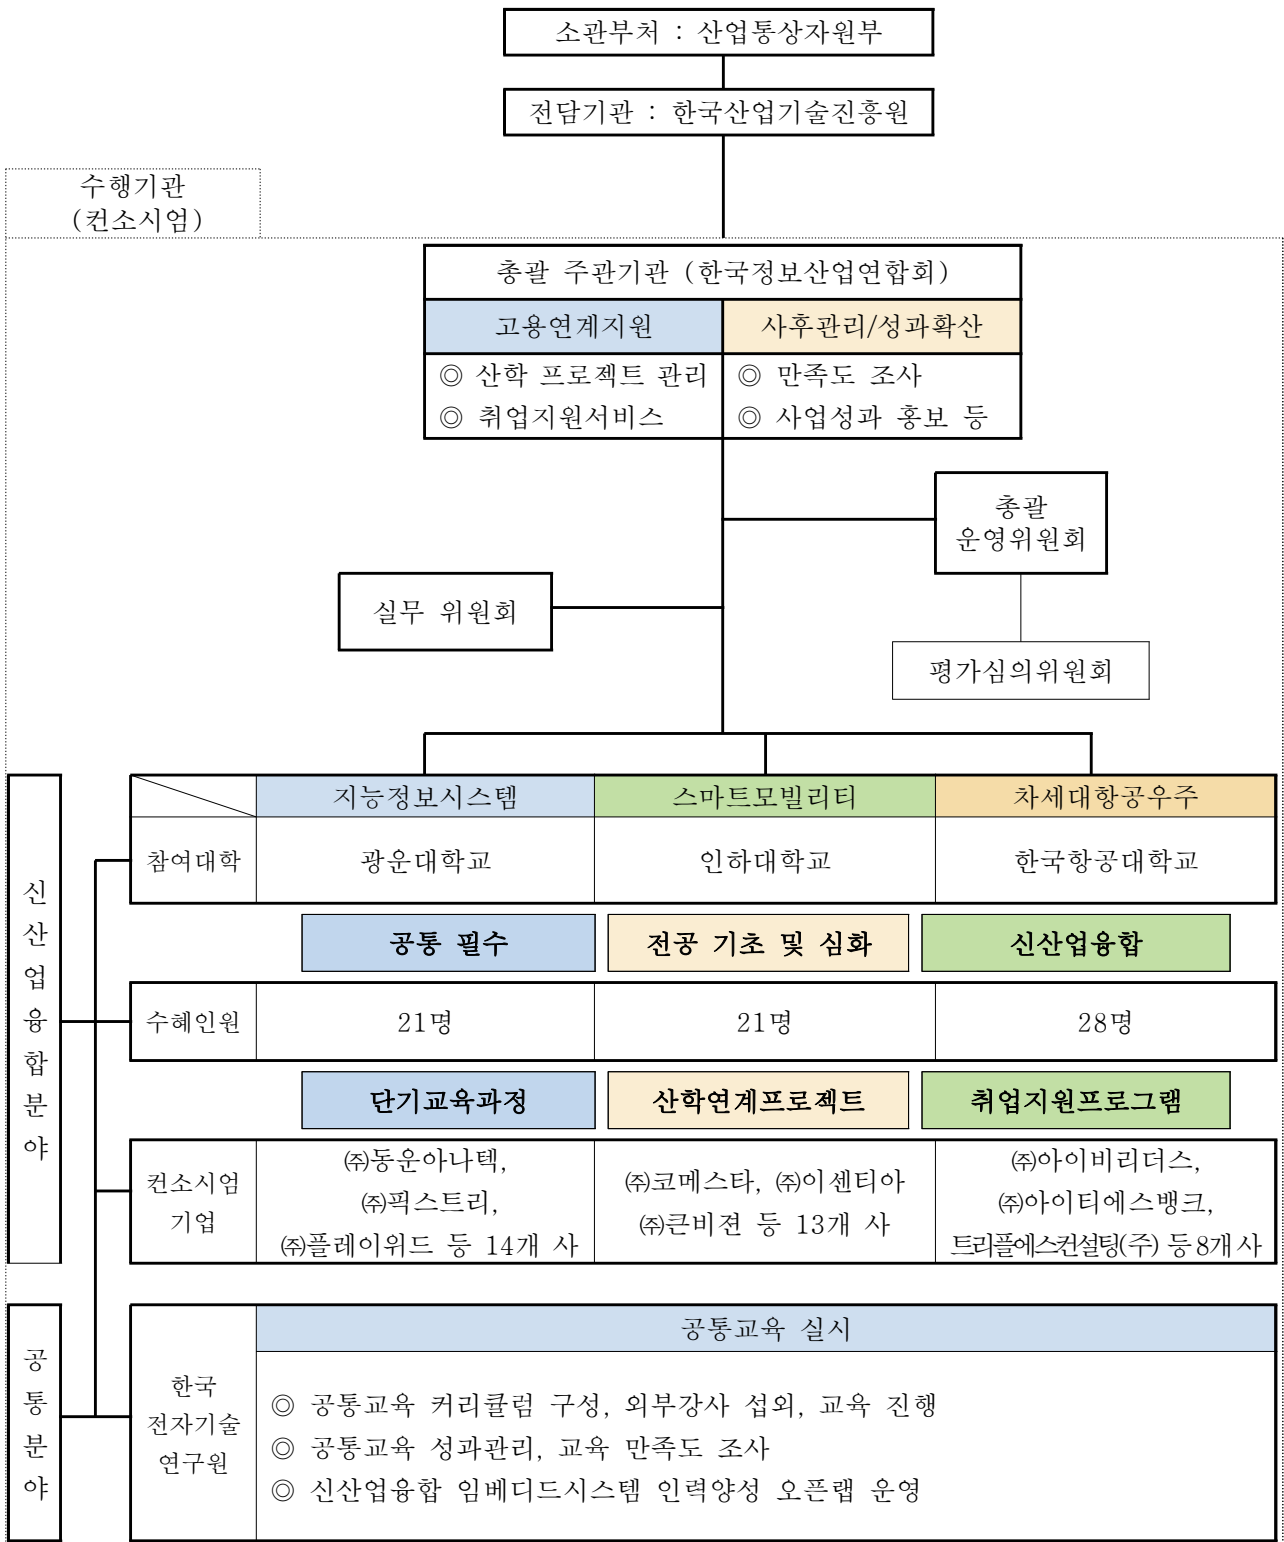 소관부처 : 산업통상자원부
전담기관 : 한국산업기술진흥원
수행기관
(컨소시엄)
총괄 주관기관 (한국정보산업연합회)
고용연계지원
사후관리/성과확산
◎ 산학 프로젝트 관리
◎ 취업지원서비스
◎ 만족도 조사
◎ 사업성과 홍보 등
총괄
운영위원회
실무 위원회
평가심의위원회
신산업융합분야
지능정보시스템
스마트모빌리티
차세대항공우주
참여대학
광운대학교
인하대학교
한국항공대학교
공통 필수
전공 기초 및 심화
신산업융합
수혜인원
21명
21명
28명
단기교육과정
산학연계프로젝트
취업지원프로그램
컨소시엄
기업
㈜동운아나텍,
㈜픽스트리,
㈜플레이위드 등 14개 사
㈜코메스타, ㈜이센티아
㈜큰비젼 등 13개 사
㈜아이비리더스,
㈜아이티에스뱅크,
트리플에스컨설팅(주) 등 8개 사
공통분야
한국
전자기술
연구원
공통교육 실시
◎ 공통교육 커리큘럼 구성, 외부강사 섭외, 교육 진행
◎ 공통교육 성과관리, 교육 만족도 조사
◎ 신산업융합 임베디드시스템 인력양성 오픈랩 운영